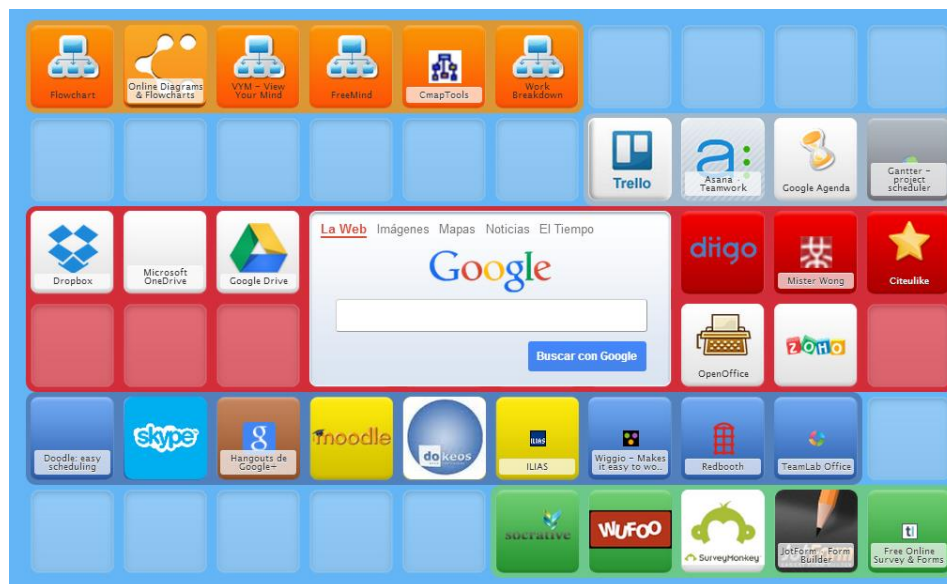 Flowchart
Online Diagrams
& Flowcharts
VYM - View
Your Mind
FreeMind
CmapTools
Work
Breakdown
Trello
Asana -
Teamwork
Google Agenda
Gantter -
project
scheduler
Dropbox
Microsoft
OneDrive
Google Drive
La Web Imágenes Mapas Noticias El Tiempo
Google
Buscar con Google
diigo
Mister Wong
Citeulike
OpenOffice
ZOHO
Doodle: easy
scheduling
skype
g
Hangouts de
Google+
moodle
dokeos
ILIAS
ILIAS
Wiggio - Makes
it easy to wo..
Redbooth
TeamLab Office
socrative
WUFOO
SurveyMonkey
JotForm - Form
Builder
t|
Free Online
Survey & Forms